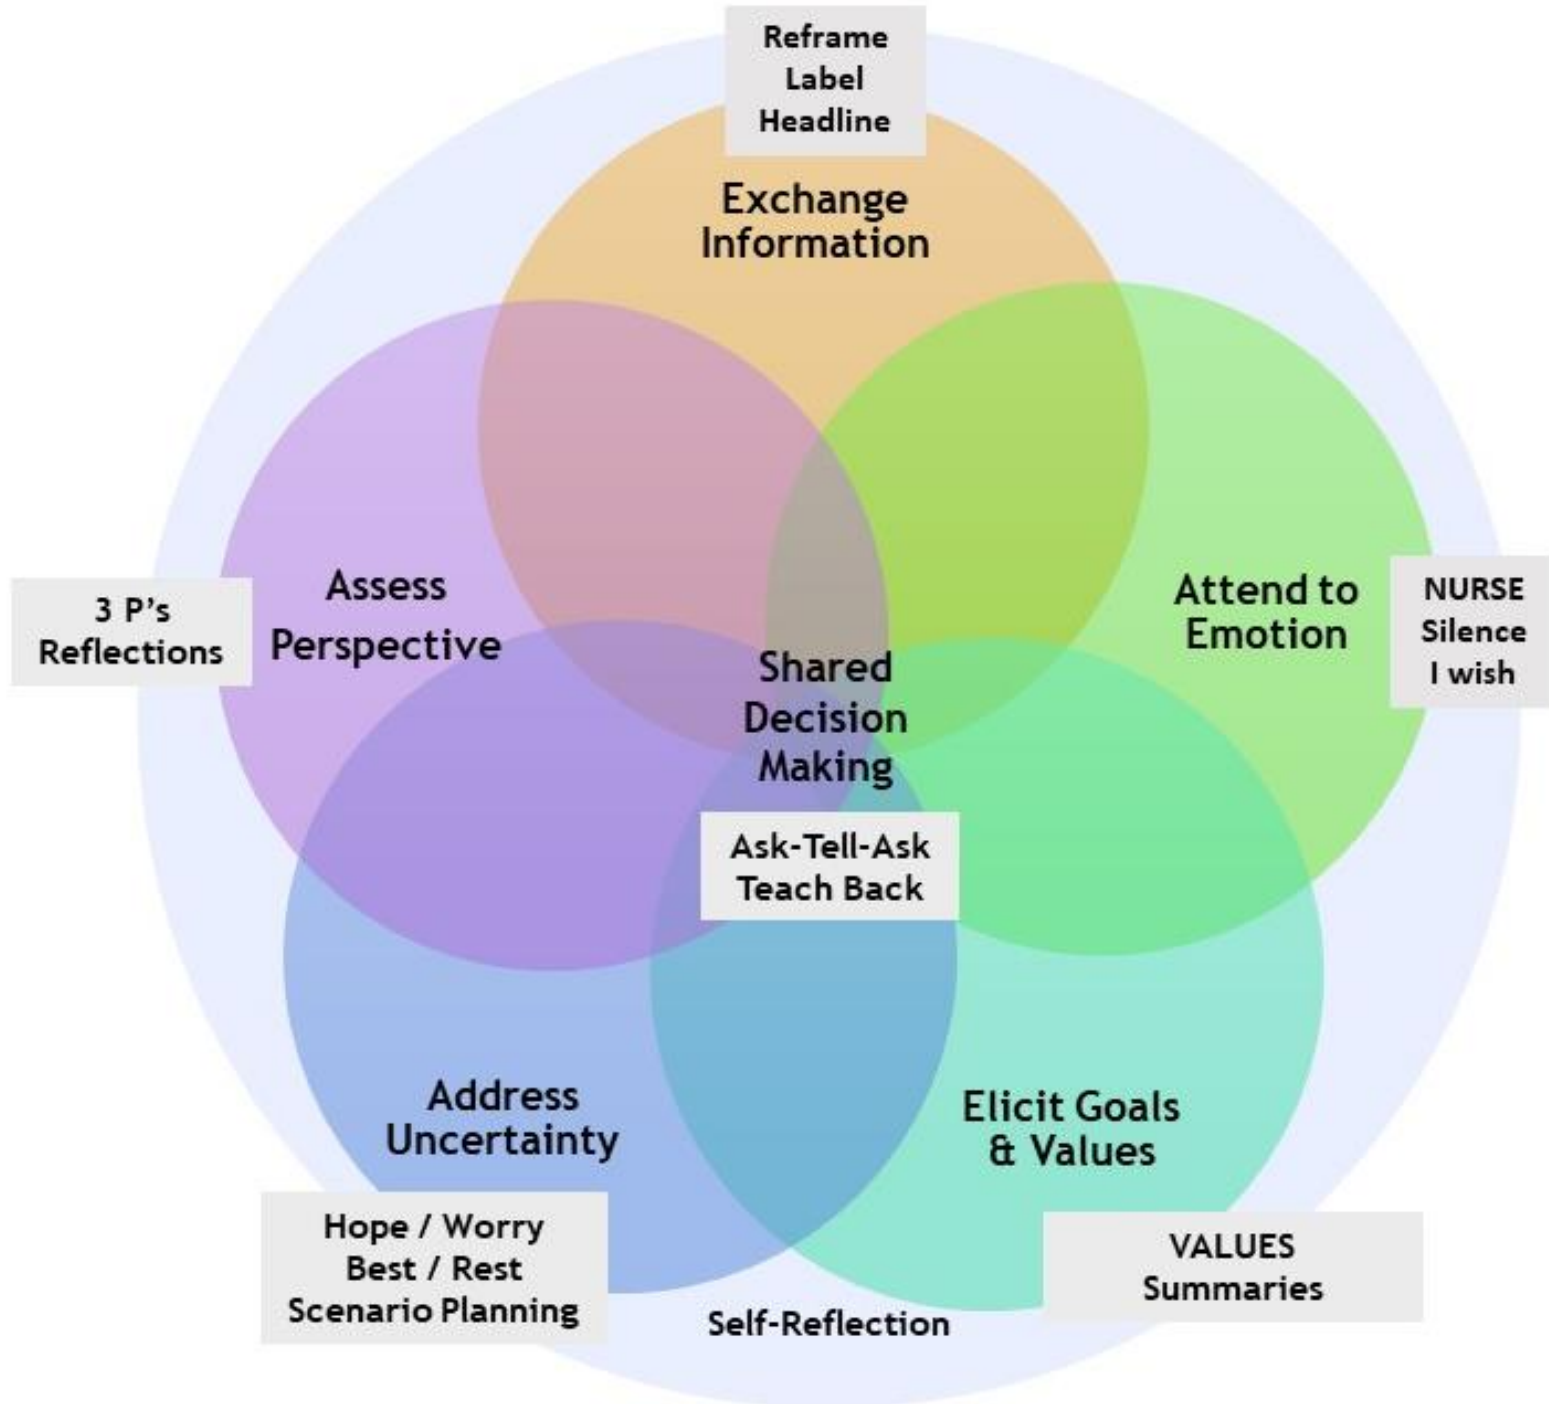 Reframe
Label
Headline
Exchange
Information
Assess
Perspective
3 P's
Reflections
Attend to
Emotion
NURSE
Silence
I wish
Shared
Decision
Making
Ask-Tell-Ask
Teach Back
Address
Uncertainty
Hope / Worry
Best / Rest
Scenario Planning
Elicit Goals
& Values
VALUES
Summaries
Self-Reflection